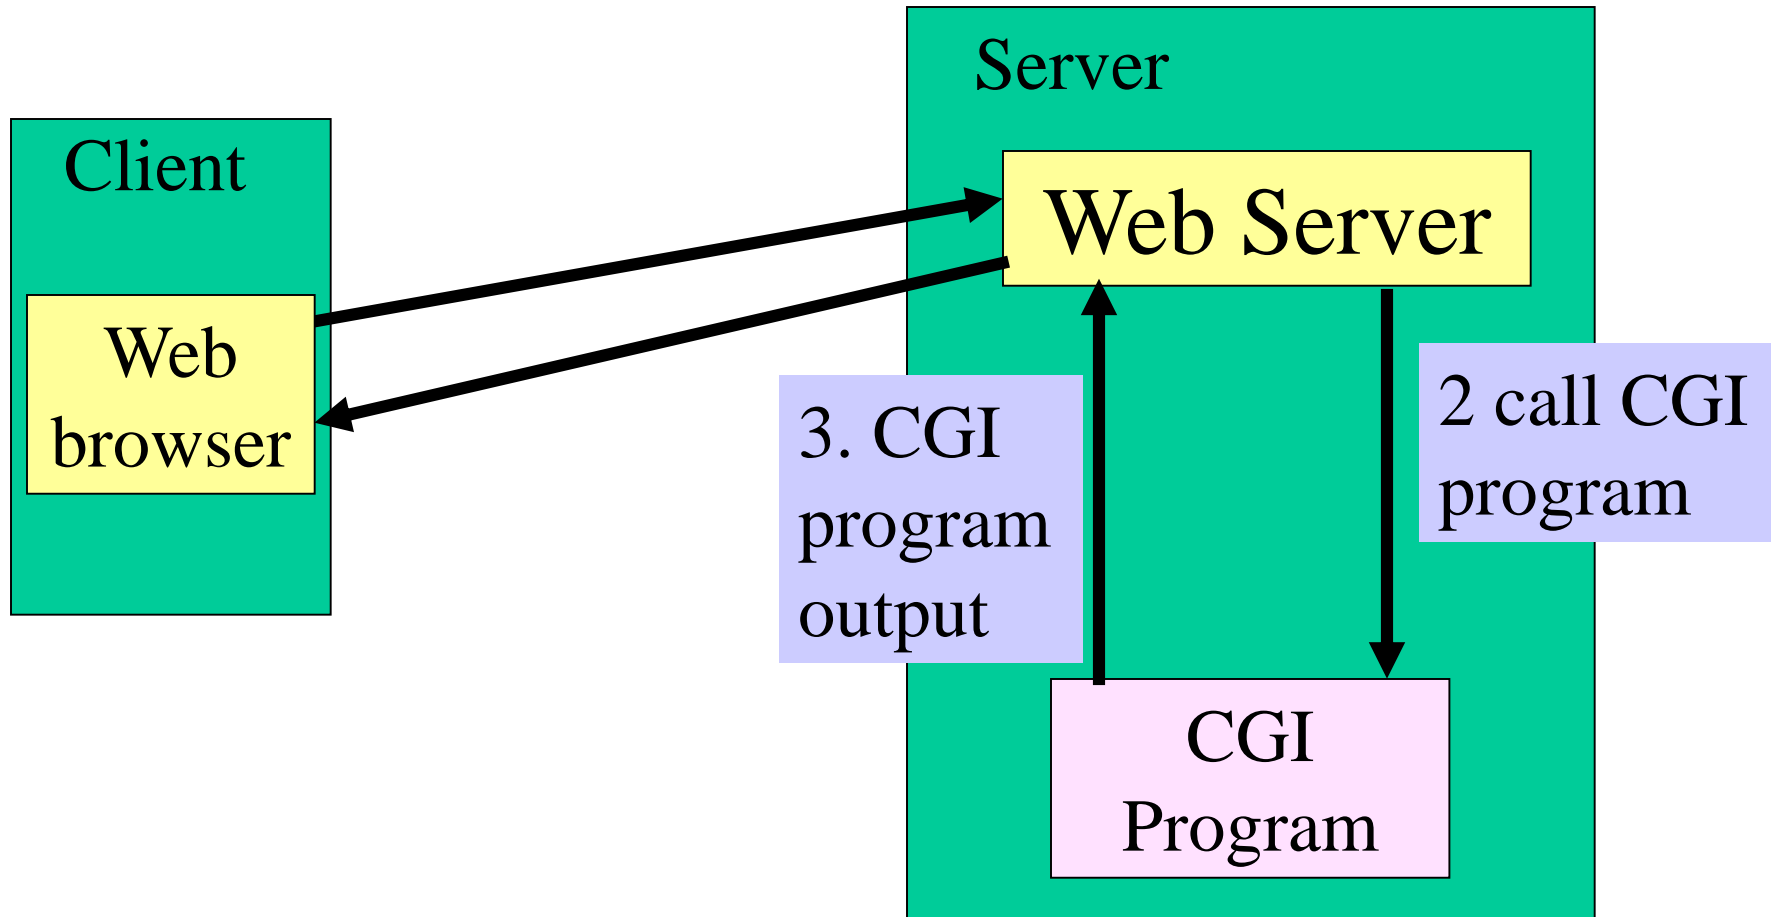 Server
Client
Web Server
Web
browser
3. CGI
program
output
2 call CGI
program
CGI
Program